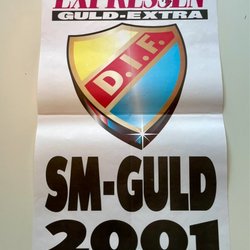 EXPRESSEN
GULD-EXTRA
D.I.F.
SM-GULD
2001